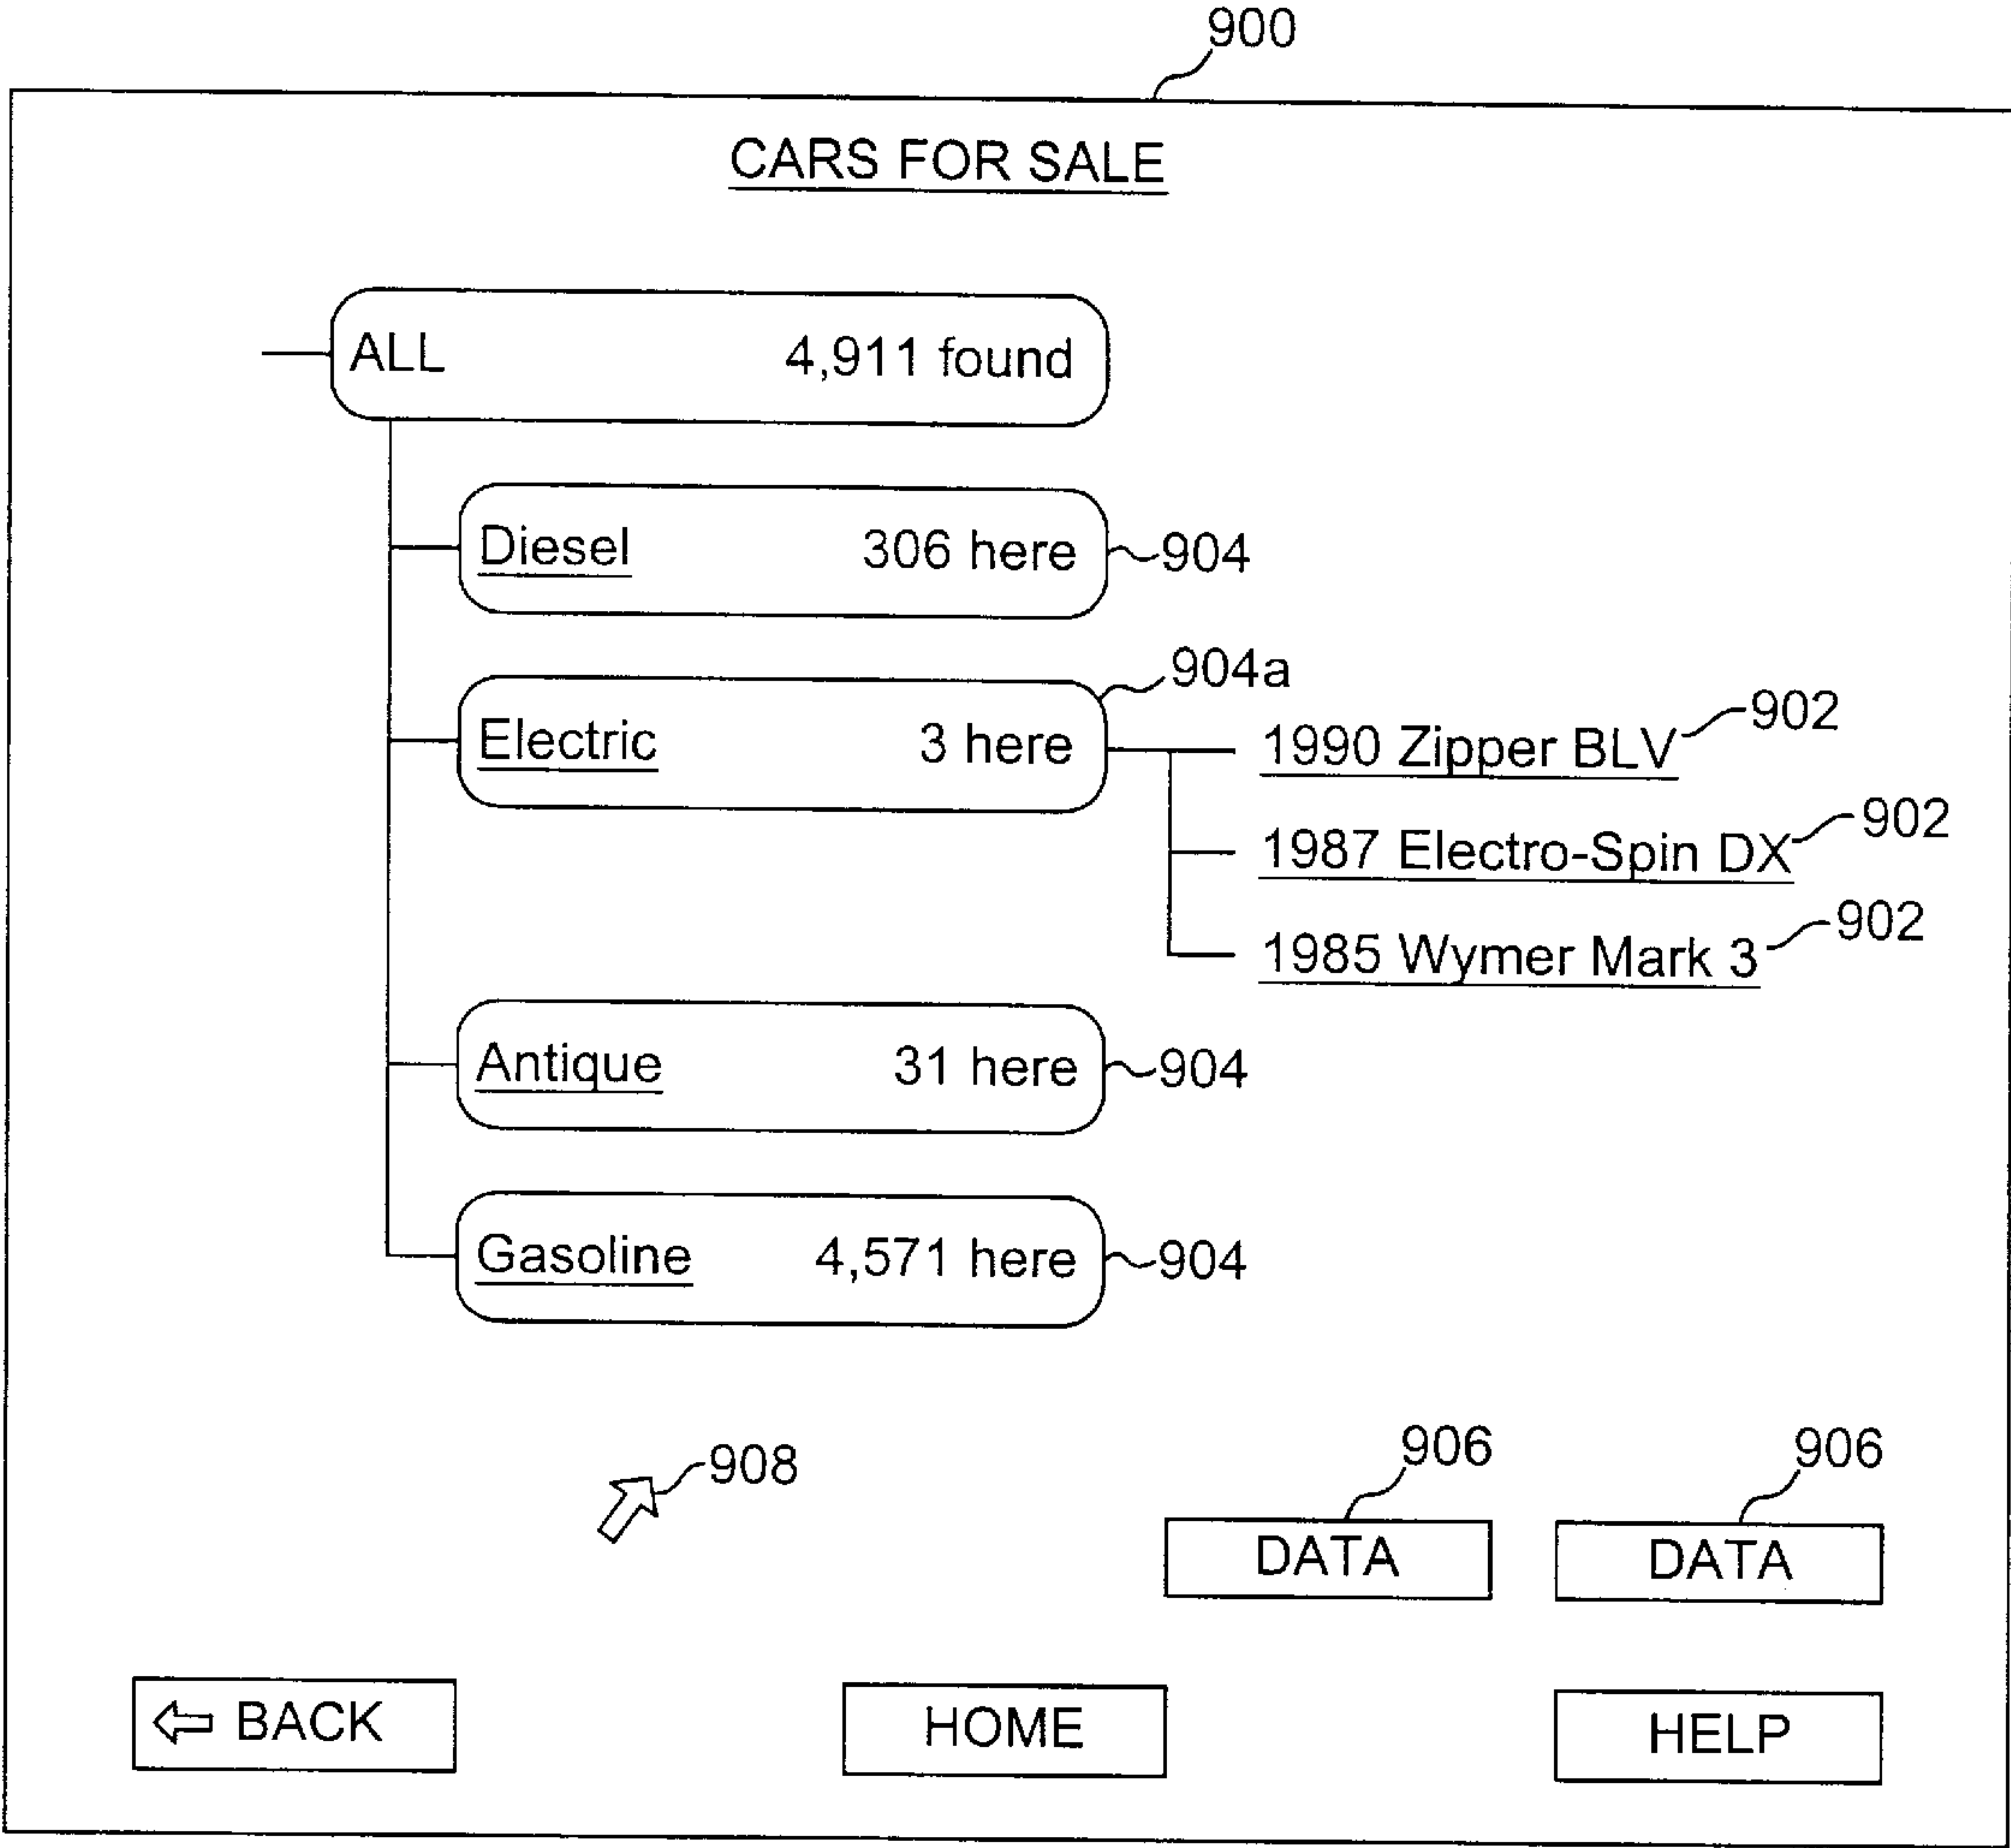 900
CARS FOR SALE
ALL 4,911 found
Diesel 306 here 904
904a
Electric 3 here 1990 Zipper BLV 902
1987 Electro-Spin DX 902
1985 Wymer Mark 3 902
Antique 31 here 904
Gasoline 4,571 here 904
908 906 906
DATA DATA
BACK HOME HELP